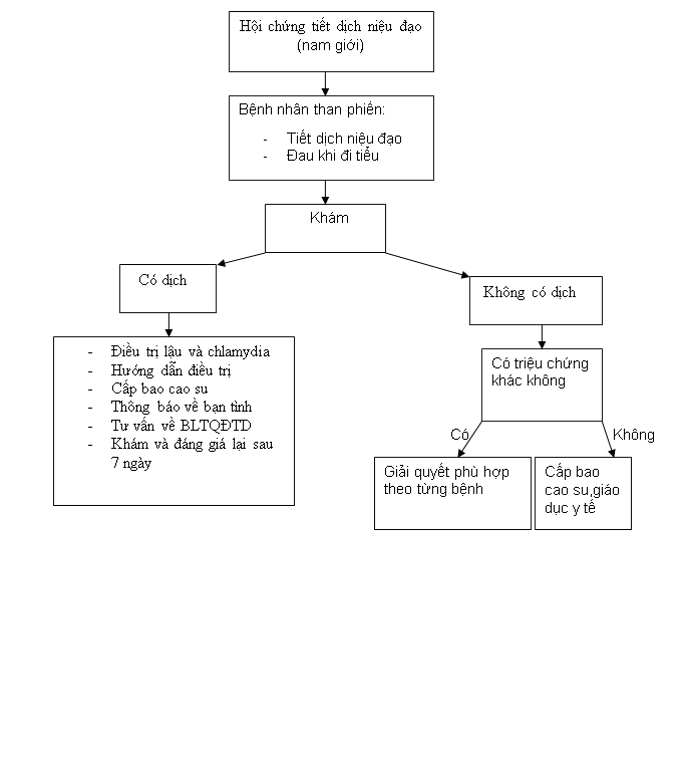 Hội chứng tiết dịch niệu đạo
(nam giới)
Bệnh nhân than phiền:
- Tiết dịch niệu đạo
- Đau khi đi tiểu
Khám
Có dịch
Không có dịch
- Điều trị lậu và chlamydia
- Hướng dẫn điều trị
- Cấp bao cao su
- Thông báo về bạn tình
- Tư vấn về BLTQĐTD
- Khám và đáng giá lại sau
7 ngày
Có triệu chứng
khác không
Có
Không
Giải quyết phù hợp
theo từng bệnh
Cấp bao
cao su,giáo
dục y tế